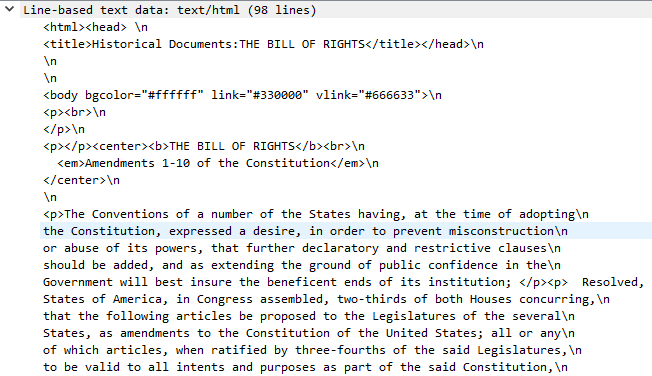 Line-based text data: text/html (98 lines)
<html><head> \n
<title>Historical Documents:THE BILL OF RIGHTS</title></head>\n
\n
\n
<body bgcolor="#ffffff" link="#330000" vlink="#666633">\n
<p><br>\n
</p>\n
<p></p><center><b>THE BILL OF RIGHTS</b><br>\n
<em>Amendments 1-10 of the Constitution</em>\n
</center>\n
\n
<p>The Conventions of a number of the States having, at the time of adopting\n
the Constitution, expressed a desire, in order to prevent misconstruction\n
or abuse of its powers, that further declaratory and restrictive clauses\n
should be added, and as extending the ground of public confidence in the\n
Government will best insure the beneficent ends of its institution; </p><p>  Resolved,
States of America, in Congress assembled, two-thirds of both Houses concurring,\n
that the following articles be proposed to the Legislatures of the several\n
States, as amendments to the Constitution of the United States; all or any\n
of which articles, when ratified by three-fourths of the said Legislatures,\n
to be valid to all intents and purposes as part of the said Constitution,\n